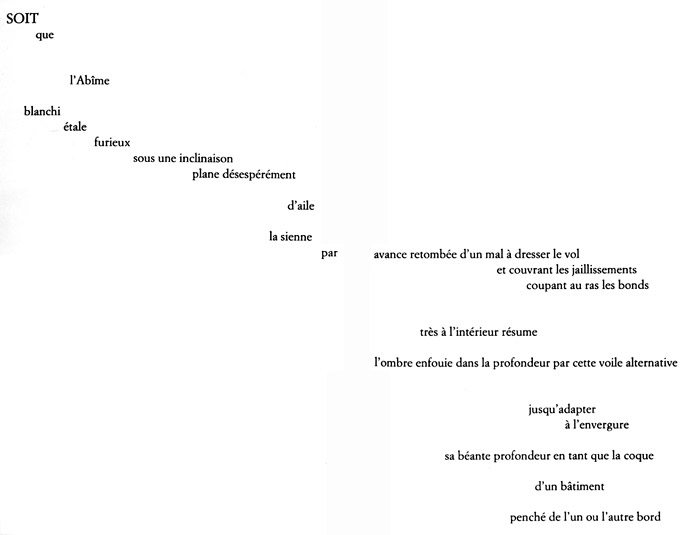 SOIT
que
l'Abîme
blanchi
étale
furieux
sous une inclinaison
plane désespérément
d'aile
la sienne
par
avance retombée d'un mal à dresser le vol
et couvrant les jaillissements
coupant au ras les bonds
très à l'intérieur résume
l'ombre enfouie dans la profondeur par cette voile alternative
jusqu'adapter
à l'envergure
sa béante profondeur en tant que la coque
d'un bâtiment
penché de l'un ou l'autre bord